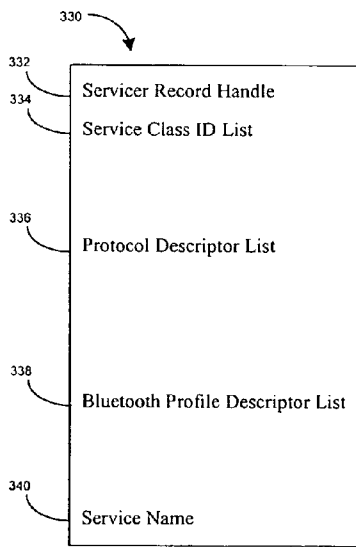 330
332
Servicer Record Handle
334
Service Class ID List
336
Protocol Descriptor List
338
Bluetooth Profile Descriptor List
340
Service Name